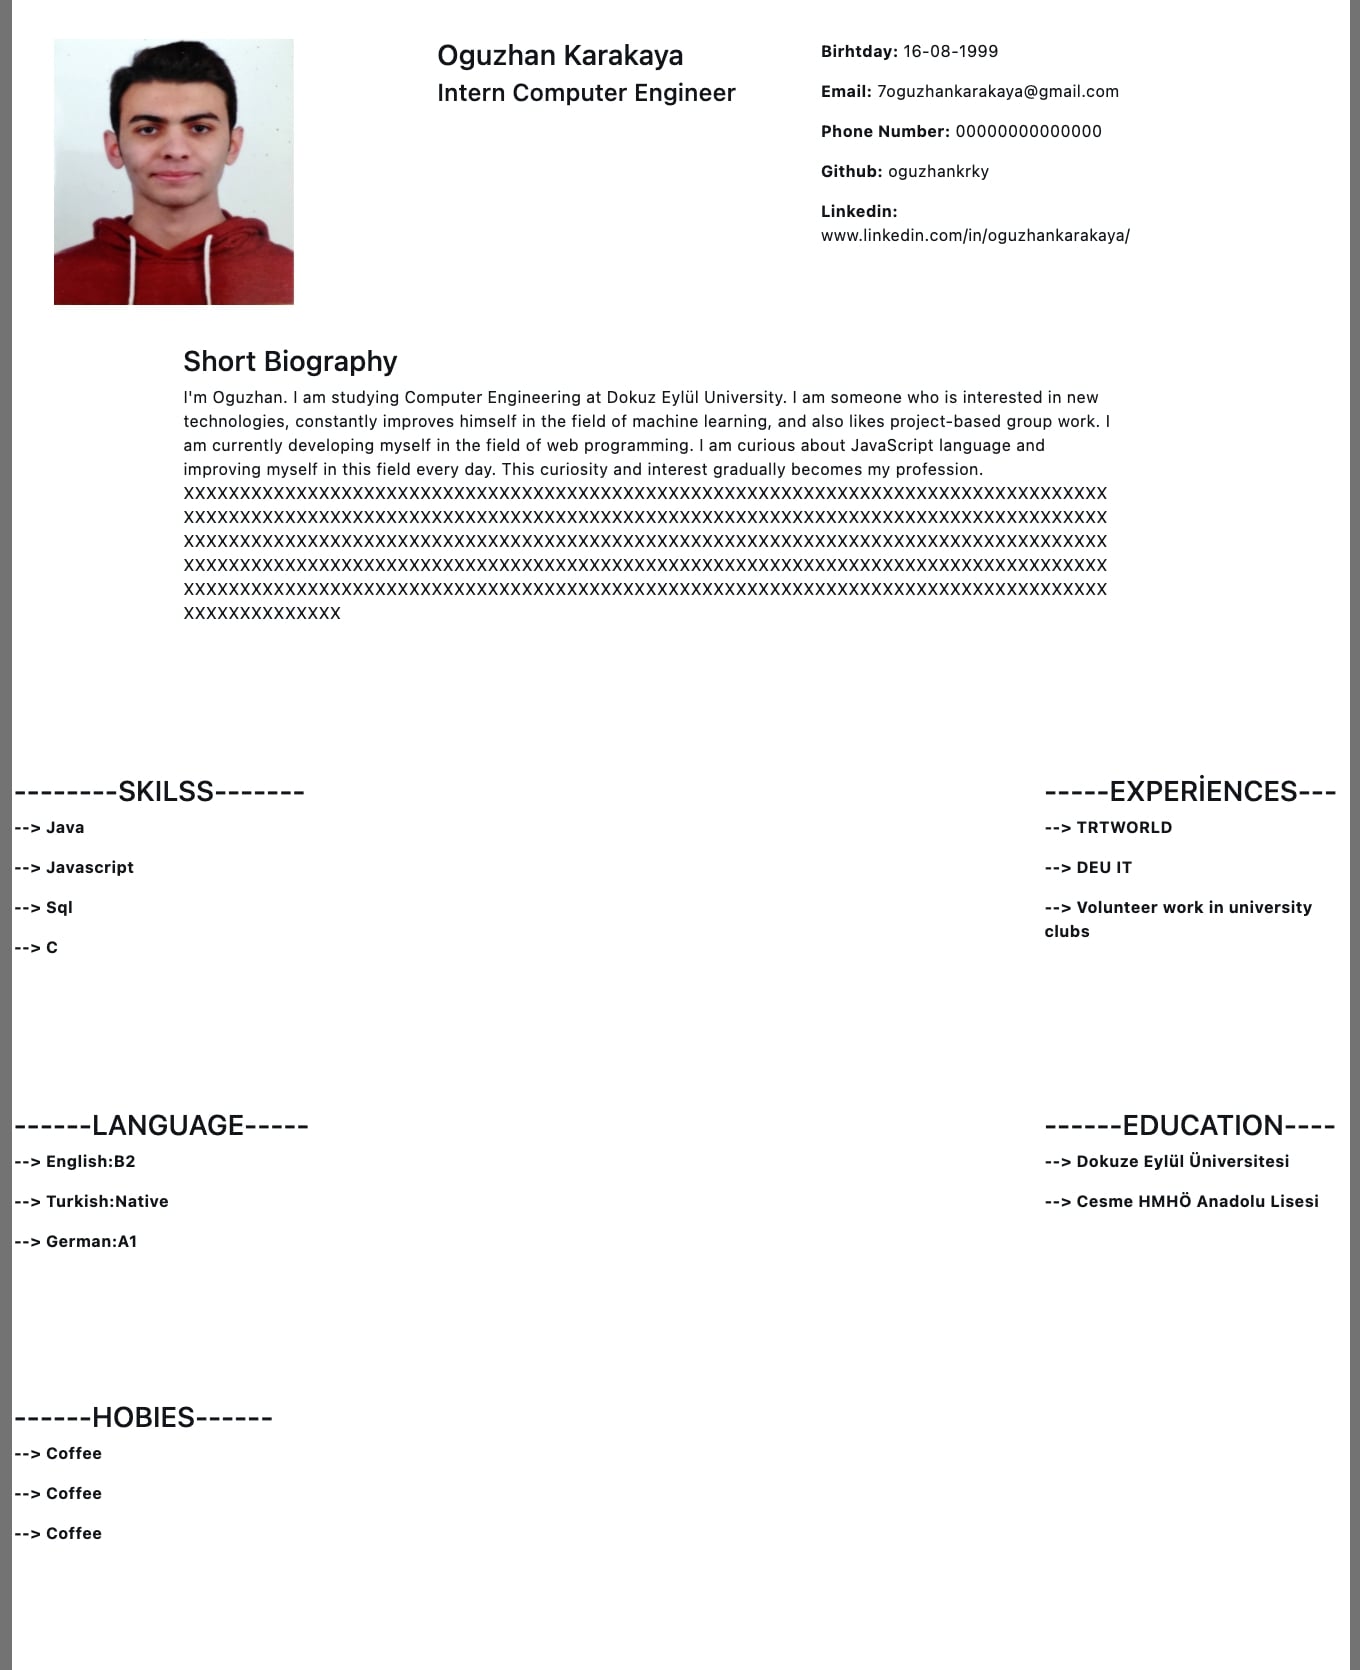 Oguzhan Karakaya
Intern Computer Engineer
Birhtday: 16-08-1999
Email: 7oguzhankarakaya@gmail.com
Phone Number: 00000000000000
Github: oguzhankrky
Linkedin:
www.linkedin.com/in/oguzhankarakaya/
Short Biography
I'm Oguzhan. I am studying Computer Engineering at Dokuz Eylül University. I am someone who is interested in new
technologies, constantly improves himself in the field of machine learning, and also likes project-based group work. I
am currently developing myself in the field of web programming. I am curious about JavaScript language and
improving myself in this field every day. This curiosity and interest gradually becomes my profession.
XXXXXXXXXXXXXXXXXXXXXXXXXXXXXXXXXXXXXXXXXXXXXXXXXXXXXXXXXXXXXXXXXXXXXXXXXXXXXXXXXX
XXXXXXXXXXXXXXXXXXXXXXXXXXXXXXXXXXXXXXXXXXXXXXXXXXXXXXXXXXXXXXXXXXXXXXXXXXXXXXXXXX
XXXXXXXXXXXXXXXXXXXXXXXXXXXXXXXXXXXXXXXXXXXXXXXXXXXXXXXXXXXXXXXXXXXXXXXXXXXXXXXXXX
XXXXXXXXXXXXXXXXXXXXXXXXXXXXXXXXXXXXXXXXXXXXXXXXXXXXXXXXXXXXXXXXXXXXXXXXXXXXXXXXXX
XXXXXXXXXXXXXXXXXXXXXXXXXXXXXXXXXXXXXXXXXXXXXXXXXXXXXXXXXXXXXXXXXXXXXXXXXXXXXXXXXX
XXXXXXXXXXXXXX
--------SKILSS-------
--> Java
--> Javascript
--> Sql
--> C
-----EXPERİENCES---
--> TRTWORLD
--> DEU IT
--> Volunteer work in university
clubs
------LANGUAGE-----
--> English:B2
--> Turkish:Native
--> German:A1
------EDUCATION----
--> Dokuze Eylül Üniversitesi
--> Cesme HMHÖ Anadolu Lisesi
------HOBIES------
--> Coffee
--> Coffee
--> Coffee